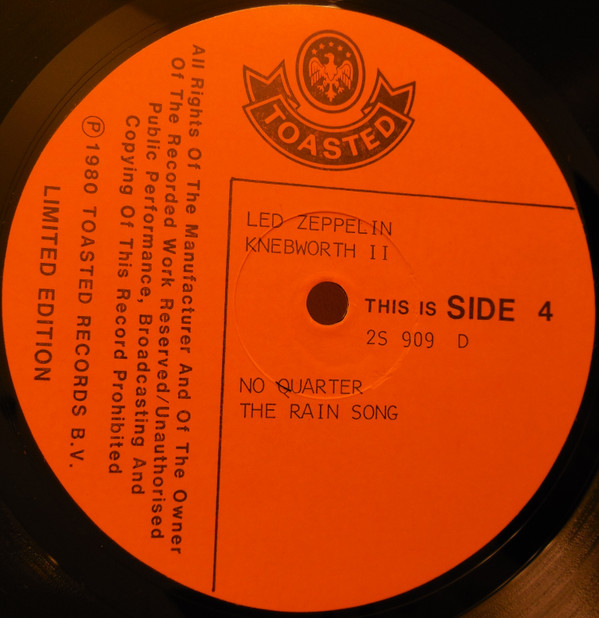 TOASTED
LED ZEPPELIN
KNEBWORTH II
THIS IS SIDE 4
2S 909 D
NO QUARTER
THE RAIN SONG
All Rights Of The Manufacturer And Of The Owner
Of The Recorded Work Reserved/Unauthorised
Public Performance, Broadcasting And
Copying Of This Record Prohibited
℗ 1980 TOASTED RECORDS B.V.
LIMITED EDITION